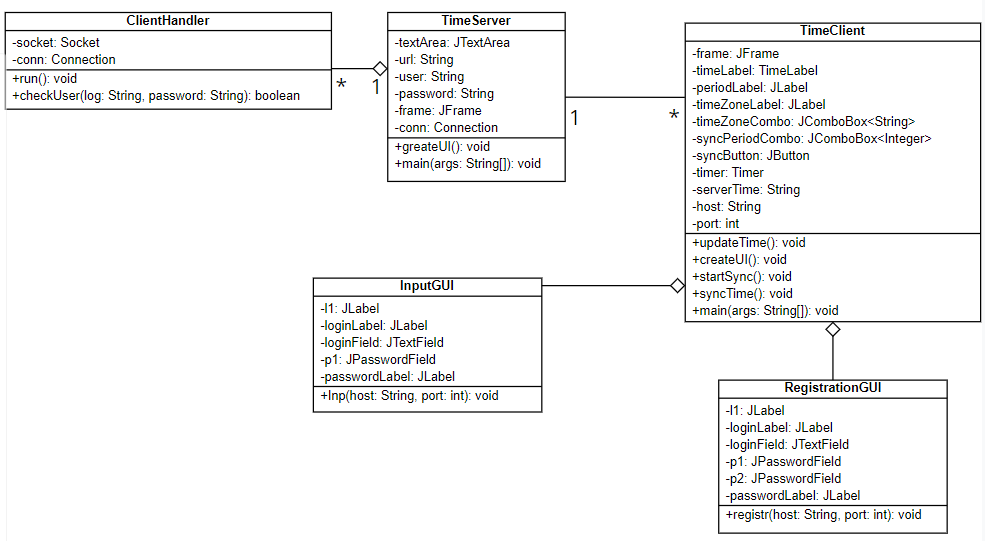 ClientHandler
-socket: Socket
-conn: Connection
+run(): void
+checkUser(log: String, password: String): boolean
*
1
TimeServer
-textArea: JTextArea
-url: String
-user: String
-password: String
-frame: JFrame
-conn: Connection
+greateUI(): void
+main(args: String[]): void
1
*
TimeClient
-frame: JFrame
-timeLabel: TimeLabel
-periodLabel: JLabel
-timeZoneLabel: JLabel
-timeZoneCombo: JComboBox<String>
-syncPeriodCombo: JComboBox<Integer>
-syncButton: JButton
-timer: Timer
-serverTime: String
-host: String
-port: int
+updateTime(): void
+createUI(): void
+startSync(): void
+syncTime(): void
+main(args: String[]): void
InputGUI
-l1: JLabel
-loginLabel: JLabel
-loginField: JTextField
-p1: JPasswordField
-passwordLabel: JLabel
+Inp(host: String, port: int): void
RegistrationGUI
-l1: JLabel
-loginLabel: JLabel
-loginField: JTextField
-p1: JPasswordField
-p2: JPasswordField
-passwordLabel: JLabel
+registr(host: String, port: int): void